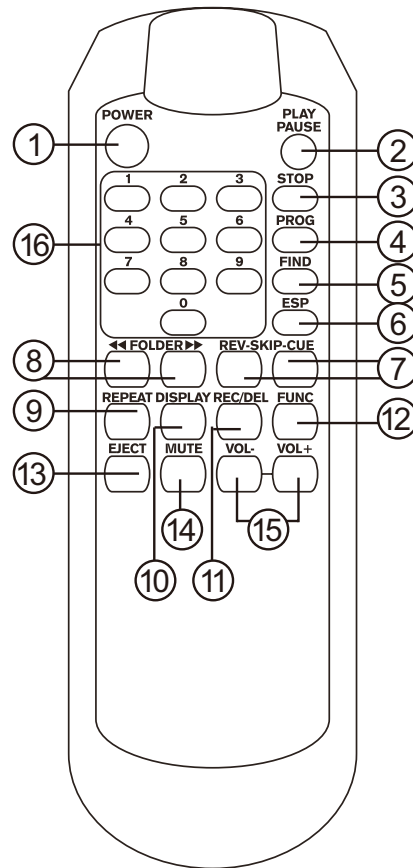 POWER
PLAY
PAUSE
1
2
1 2 3
STOP
3
4 5 6
PROG
16
4
7 8 9
FIND
5
0
ESP
6
◀◀ FOLDER ▶▶ REV-SKIP-CUE
8
7
REPEAT DISPLAY REC/DEL FUNC
9
12
EJECT MUTE VOL- VOL+
13
14
15
10
11